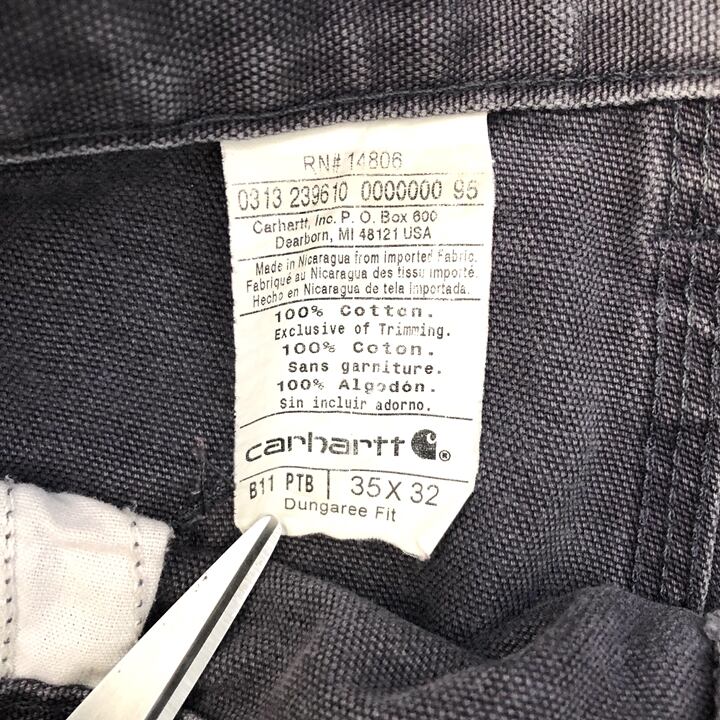 RN# 14806
0313 239610 0000000 95
Carhartt, Inc. P. O. Box 600
Dearborn, MI 48121 USA
Made in Nicaragua from imported Fabric.
Fabriqué au Nicaragua des tissu importé.
Hecho en Nicaragua de tela importada.
100% Cotton.
Exclusive of Trimming.
100% Coton.
Sans garniture.
100% Algodón.
Sin incluir adorno.
carhartt ®
B11 PTB | 35 X 32
Dungaree Fit